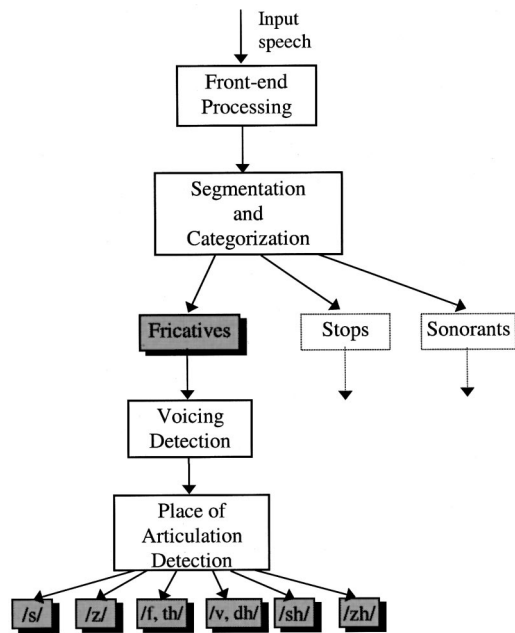 Input
speech
Front-end
Processing
Segmentation
and
Categorization
Fricatives
Stops
Sonorants
Voicing
Detection
Place of
Articulation
Detection
/s/
/z/
/f, th/
/v, dh/
/sh/
/zh/